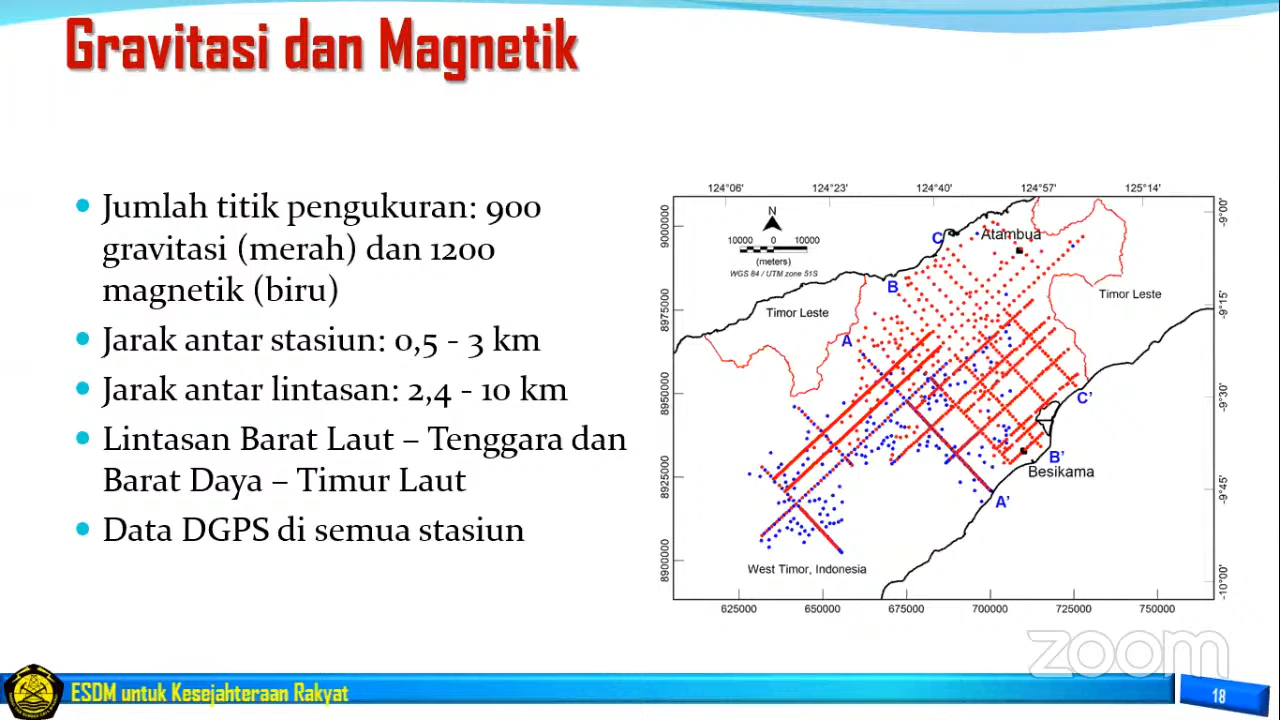 Gravitasi dan Magnetik
• Jumlah titik pengukuran: 900
gravitasi (merah) dan 1200
magnetik (biru)
• Jarak antar stasiun: 0,5 - 3 km
• Jarak antar lintasan: 2,4 - 10 km
• Lintasan Barat Laut – Tenggara dan
Barat Daya – Timur Laut
• Data DGPS di semua stasiun
124°06' 124°23' 124°40' 124°57' 125°14'
N
10000 0 10000
(meters)
WGS 84 / UTM zone 51S
C
Atambua
B
Timor Leste
Timor Leste
A
C'
B'
Besikama
A'
West Timor, Indonesia
9000000
8975000
8950000
8925000
8900000
-9°00'
-9°15'
-9°30'
-9°45'
-10°00'
625000 650000 675000 700000 725000 750000
zoom
ESDM untuk Kesejahteraan Rakyat
18